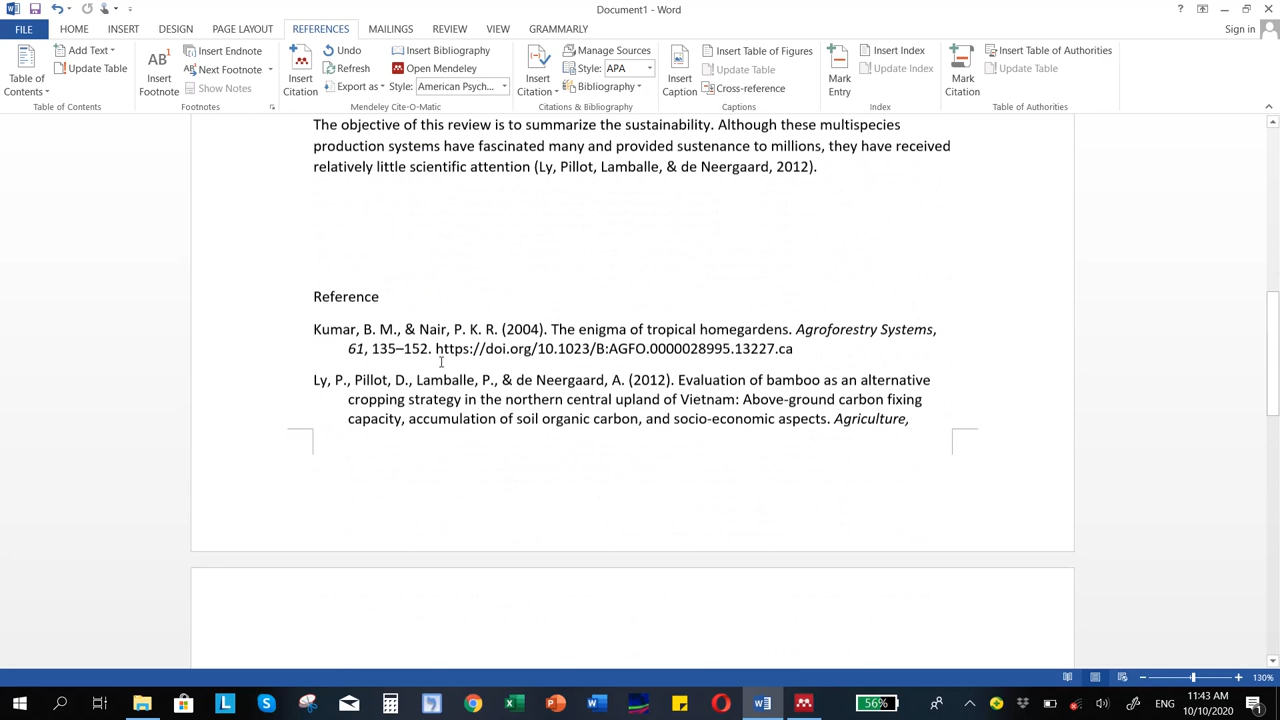 Document1 - Word
Sign in
FILE HOME INSERT DESIGN PAGE LAYOUT REFERENCES MAILINGS REVIEW VIEW GRAMMARLY
Table of Contents
Add Text
Update Table
Table of Contents
AB1
Insert Footnote
Insert Endnote
Next Footnote
Show Notes
Footnotes
Insert Citation
Undo
Refresh
Export as
Insert Bibliography
Open Mendeley
Style: American Psych...
Mendeley Cite-O-Matic
Insert Citation
Manage Sources
Style: APA
Bibliography
Citations & Bibliography
Insert Caption
Insert Table of Figures
Update Table
Cross-reference
Captions
Mark Entry
Insert Index
Update Index
Index
Mark Citation
Insert Table of Authorities
Update Table
Table of Authorities
The objective of this review is to summarize the sustainability. Although these multispecies
production systems have fascinated many and provided sustenance to millions, they have received
relatively little scientific attention (Ly, Pillot, Lamballe, & de Neergaard, 2012).
Reference
Kumar, B. M., & Nair, P. K. R. (2004). The enigma of tropical homegardens. Agroforestry Systems,
61, 135–152. https://doi.org/10.1023/B:AGFO.0000028995.13227.ca
Ly, P., Pillot, D., Lamballe, P., & de Neergaard, A. (2012). Evaluation of bamboo as an alternative
cropping strategy in the northern central upland of Vietnam: Above-ground carbon fixing
capacity, accumulation of soil organic carbon, and socio-economic aspects. Agriculture,
130%
56%
ENG
11:43 AM
10/10/2020